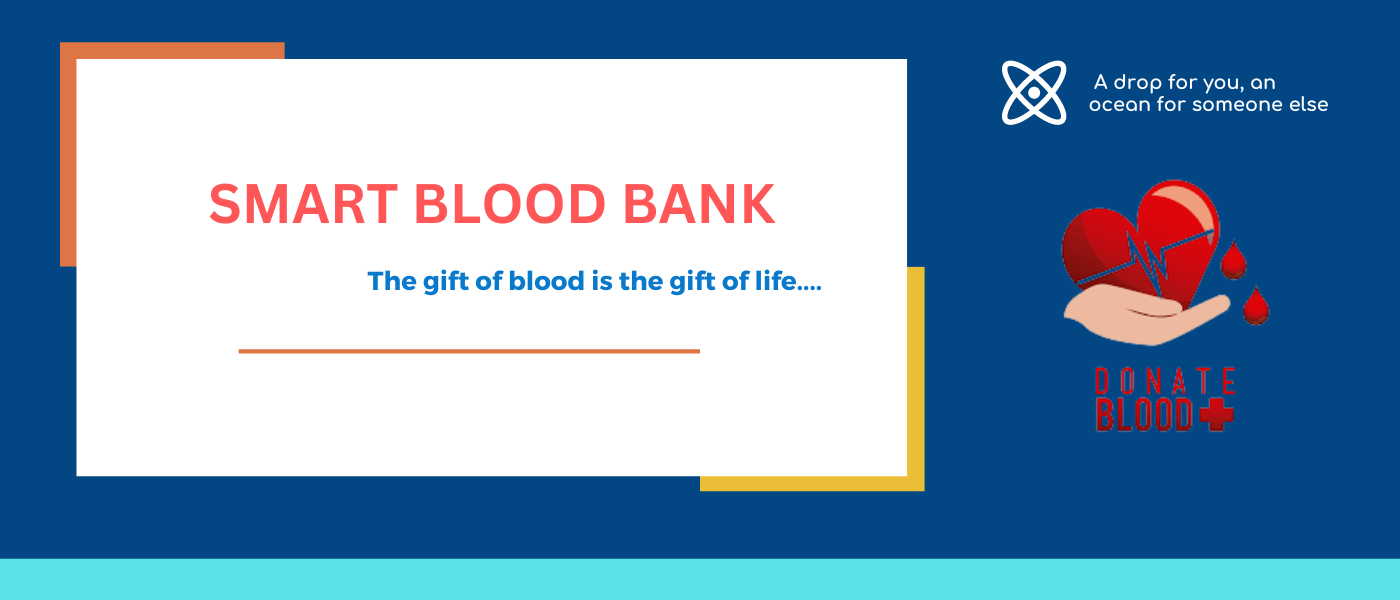 SMART BLOOD BANK
The gift of blood is the gift of life....
A drop for you, an
ocean for someone else
DONATE
BLOOD